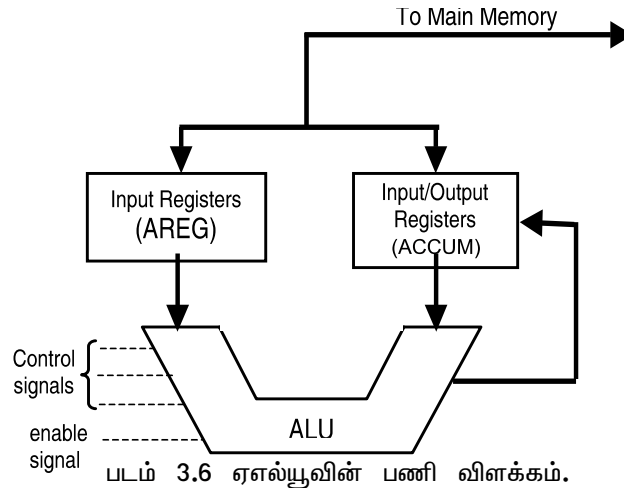 To Main Memory
Input Registers
(AREG)
Input/Output
Registers
(ACCUM)
Control
signals
enable
signal
ALU
படம் 3.6 ஏஎல்யூவின் பணி விளக்கம்.